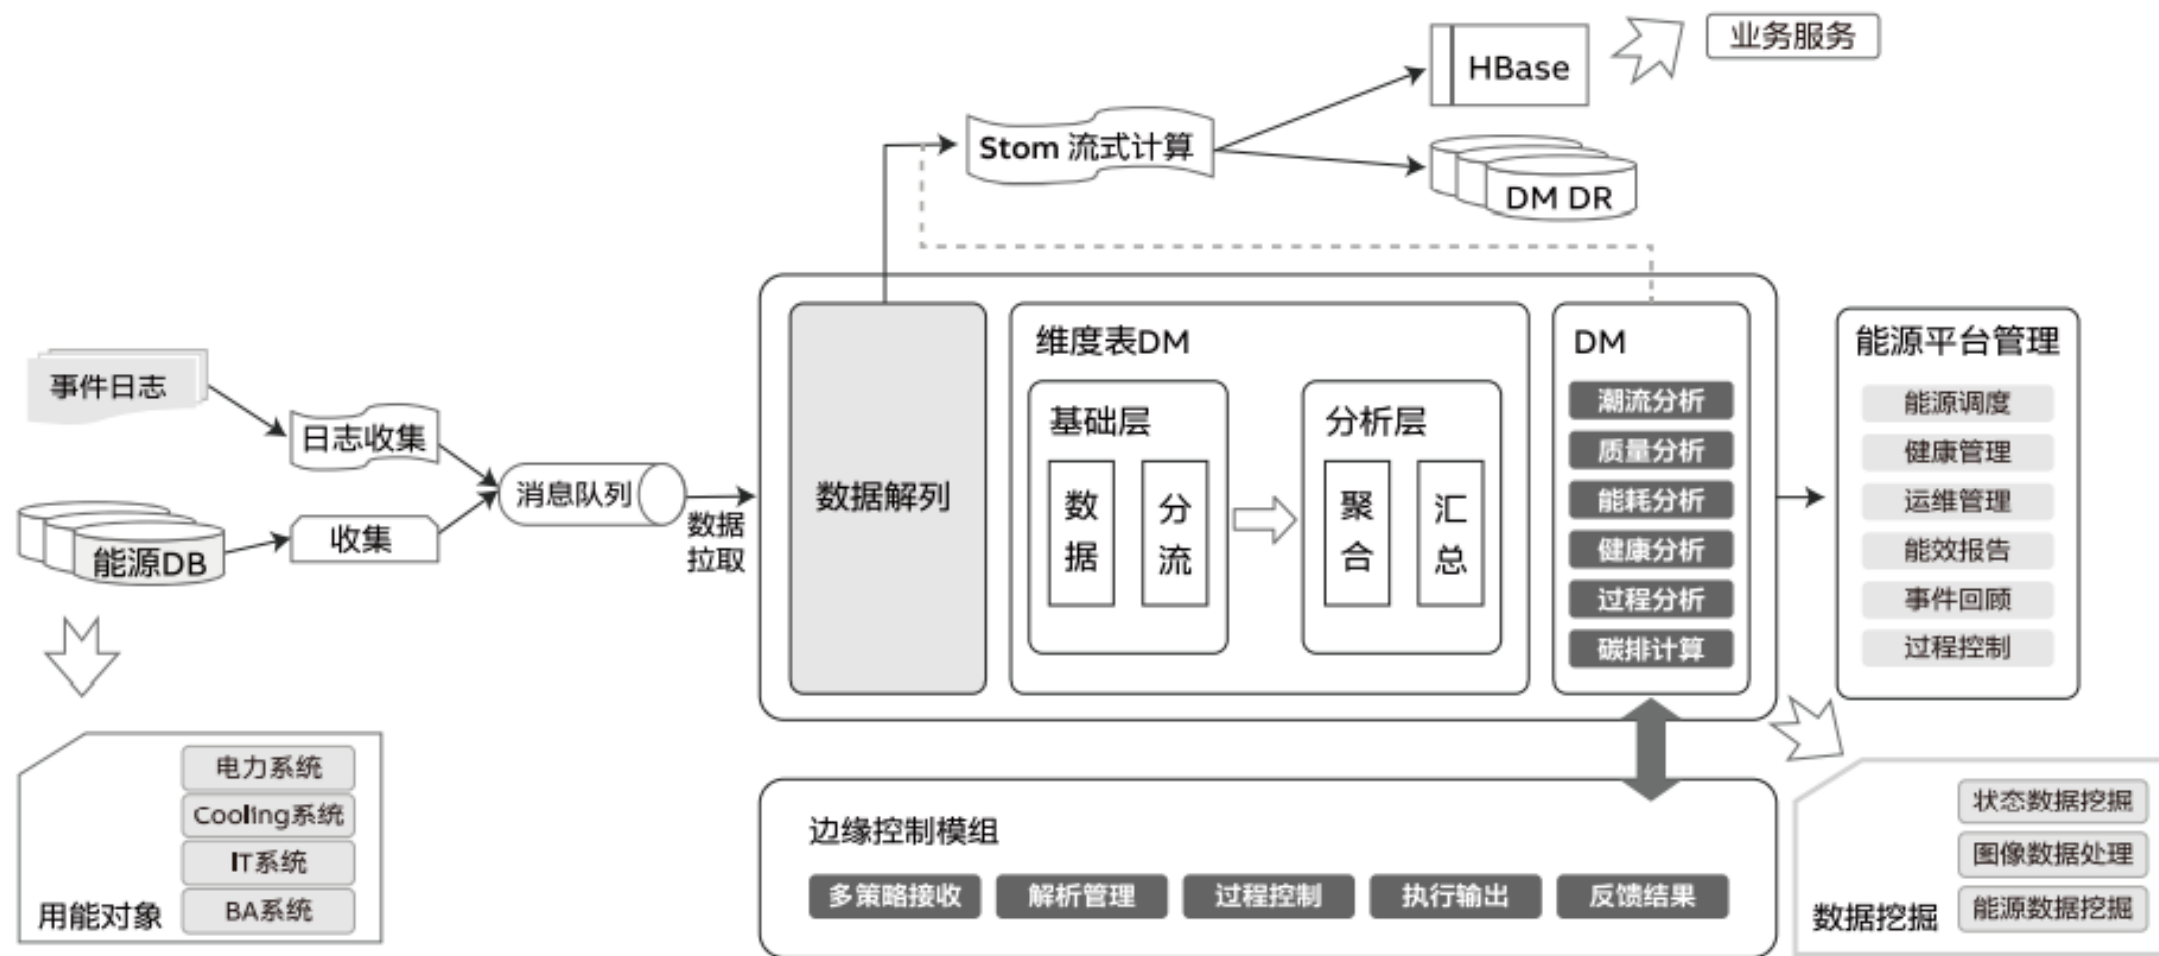 业务服务
HBase
Stom 流式计算
DM DR
事件日志
日志收集
能源DB
收集
消息队列
数据
拉取
数据解列
维度表DM
基础层
数据
分流
分析层
聚合
汇总
DM
潮流分析
质量分析
能耗分析
健康分析
过程分析
碳排计算
能源平台管理
能源调度
健康管理
运维管理
能效报告
事件回顾
过程控制
用能对象
电力系统
Cooling系统
IT系统
BA系统
边缘控制模组
多策略接收
解析管理
过程控制
执行输出
反馈结果
数据挖掘
状态数据挖掘
图像数据处理
能源数据挖掘